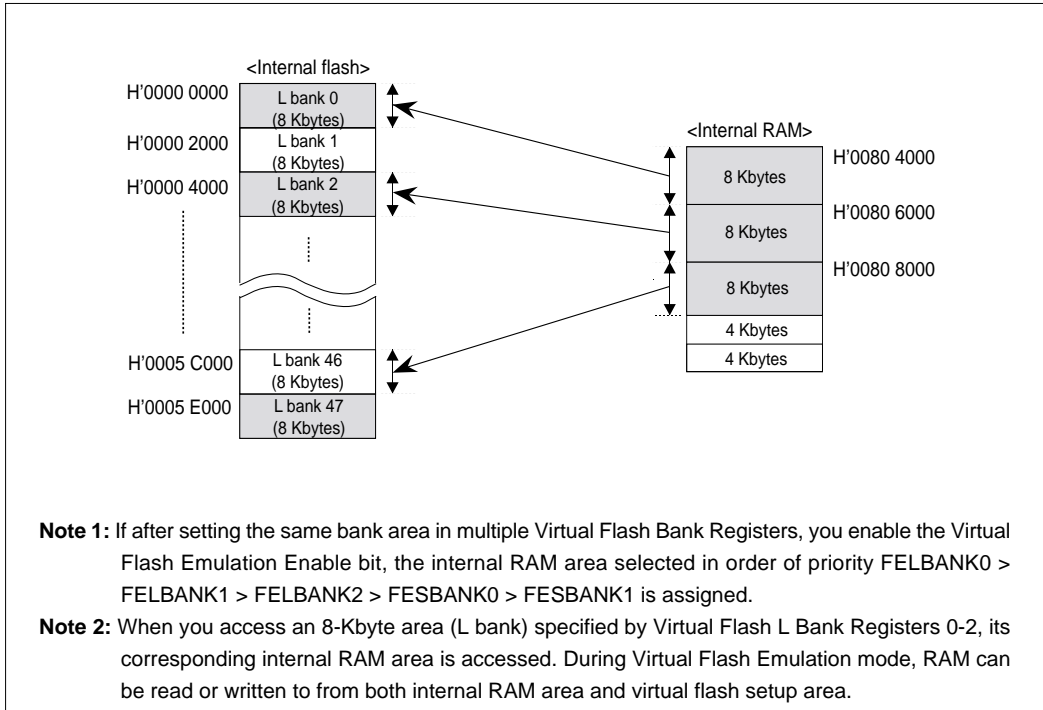 <Internal flash>
H'0000 0000
L bank 0
(8 Kbytes)
H'0000 2000
L bank 1
(8 Kbytes)
H'0000 4000
L bank 2
(8 Kbytes)
H'0005 C000
L bank 46
(8 Kbytes)
H'0005 E000
L bank 47
(8 Kbytes)
<Internal RAM>
8 Kbytes
H'0080 4000
8 Kbytes
H'0080 6000
8 Kbytes
H'0080 8000
4 Kbytes
4 Kbytes
Note 1: If after setting the same bank area in multiple Virtual Flash Bank Registers, you enable the Virtual
Flash Emulation Enable bit, the internal RAM area selected in order of priority FELBANK0 >
FELBANK1 > FELBANK2 > FESBANK0 > FESBANK1 is assigned.
Note 2: When you access an 8-Kbyte area (L bank) specified by Virtual Flash L Bank Registers 0-2, its
corresponding internal RAM area is accessed. During Virtual Flash Emulation mode, RAM can
be read or written to from both internal RAM area and virtual flash setup area.